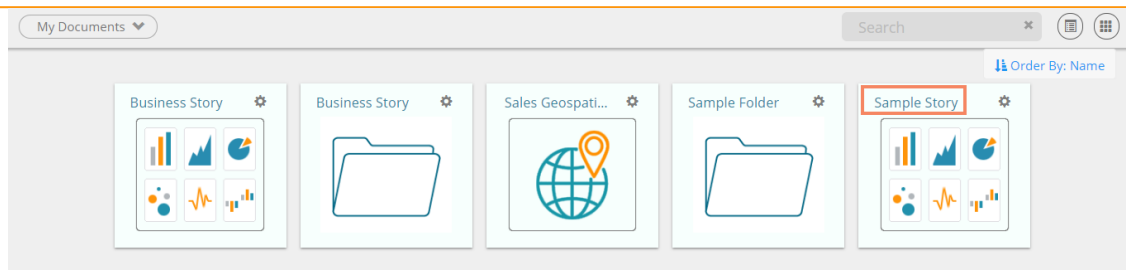 My Documents
Search
Order By: Name
Business Story
Business Story
Sales Geospati...
Sample Folder
Sample Story